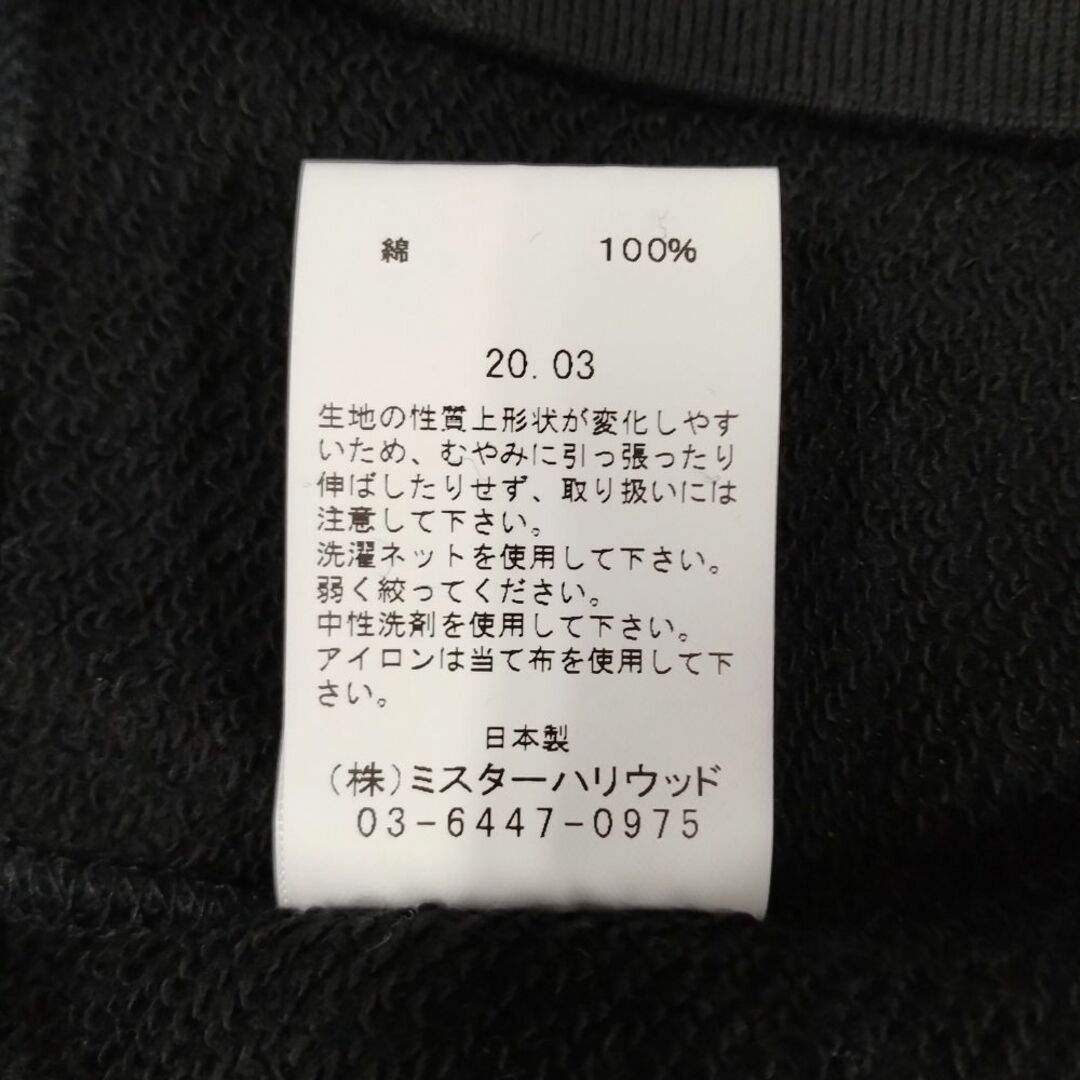 綿 100%
20.03
生地の性質上形状が変化しやす
いため、むやみに引っ張ったり
伸ばしたりせず、取り扱いには
注意して下さい。
洗濯ネットを使用して下さい。
弱く絞ってください。
中性洗剤を使用して下さい。
アイロンは当て布を使用して下
さい。
日本製
(株)ミスターハリウッド
03-6447-0975